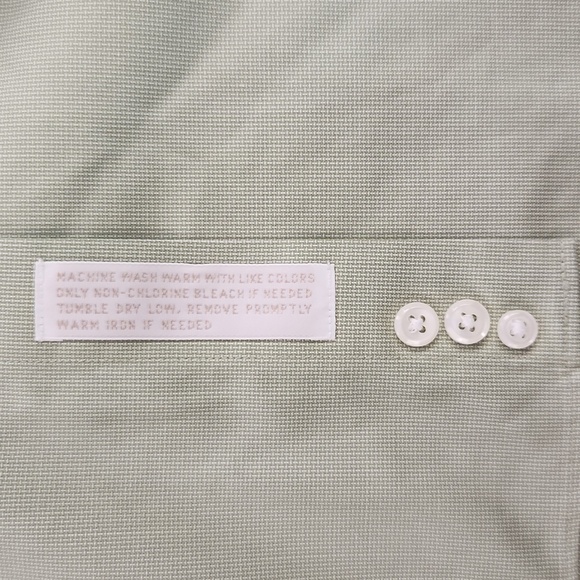 MACHINE WASH WARM WITH LIKE COLORS
ONLY NON-CHLORINE BLEACH IF NEEDED
TUMBLE DRY LOW, REMOVE PROMPTLY
WARM IRON IF NEEDED